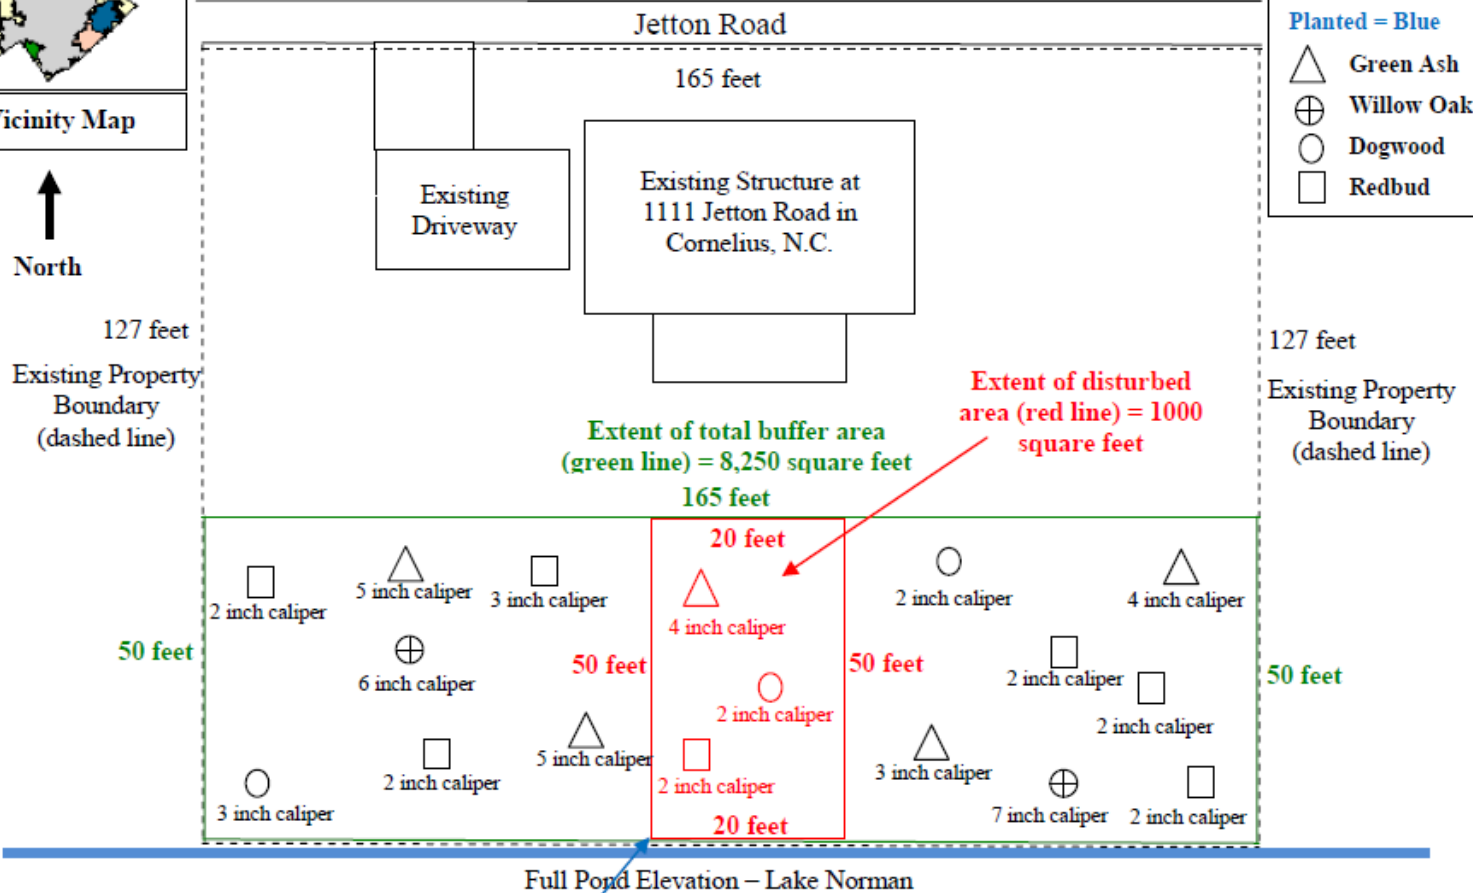 Jetton Road
Planted = Blue
Green Ash
Willow Oak
Dogwood
Redbud
165 feet
Vicinity Map
North
Existing
Driveway
Existing Structure at
1111 Jetton Road in
Cornelius, N.C.
127 feet
Existing Property
Boundary
(dashed line)
127 feet
Existing Property
Boundary
(dashed line)
Extent of disturbed
area (red line) = 1000
square feet
Extent of total buffer area
(green line) = 8,250 square feet
165 feet
20 feet
2 inch caliper
5 inch caliper
3 inch caliper
4 inch caliper
2 inch caliper
4 inch caliper
50 feet
6 inch caliper
50 feet
50 feet
2 inch caliper
50 feet
2 inch caliper
2 inch caliper
2 inch caliper
5 inch caliper
2 inch caliper
3 inch caliper
3 inch caliper
7 inch caliper
2 inch caliper
20 feet
Full Pond Elevation – Lake Norman